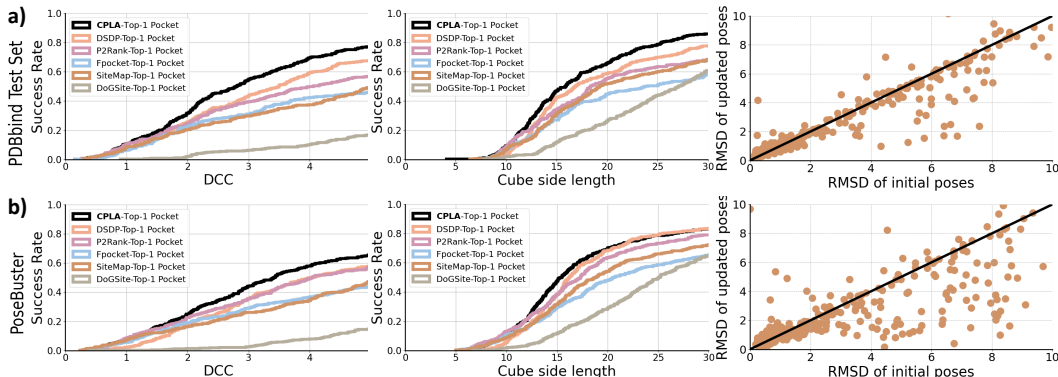 a)
PDBbind Test Set
Success Rate
1.0
0.8
0.6
0.4
0.2
0.0
CPLA-Top-1 Pocket
DSDP-Top-1 Pocket
P2Rank-Top-1 Pocket
Fpocket-Top-1 Pocket
SiteMap-Top-1 Pocket
DoGSite-Top-1 Pocket
0 1 2 3 4
DCC
Success Rate
1.0
0.8
0.6
0.4
0.2
0.0
CPLA-Top-1 Pocket
DSDP-Top-1 Pocket
P2Rank-Top-1 Pocket
Fpocket-Top-1 Pocket
SiteMap-Top-1 Pocket
DoGSite-Top-1 Pocket
0 5 10 15 20 25 30
Cube side length
RMSD of updated poses
10
8
6
4
2
0
0 2 4 6 8 10
RMSD of initial poses
b)
PoseBuster
Success Rate
1.0
0.8
0.6
0.4
0.2
0.0
CPLA-Top-1 Pocket
DSDP-Top-1 Pocket
P2Rank-Top-1 Pocket
Fpocket-Top-1 Pocket
SiteMap-Top-1 Pocket
DoGSite-Top-1 Pocket
0 1 2 3 4
DCC
Success Rate
1.0
0.8
0.6
0.4
0.2
0.0
CPLA-Top-1 Pocket
DSDP-Top-1 Pocket
P2Rank-Top-1 Pocket
Fpocket-Top-1 Pocket
SiteMap-Top-1 Pocket
DoGSite-Top-1 Pocket
0 5 10 15 20 25 30
Cube side length
RMSD of updated poses
10
8
6
4
2
0
0 2 4 6 8 10
RMSD of initial poses